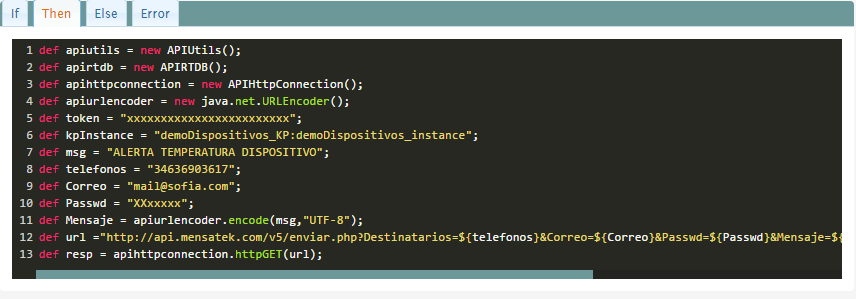 If Then Else Error
1 def apiutils = new APIUtils();
2 def apirtdb = new APIRTDB();
3 def apihttpconnection = new APIHttpConnection();
4 def apiurlencoder = new java.net.URLEncoder();
5 def token = "xxxxxxxxxxxxxxxxxxxxxxxx";
6 def kpInstance = "demoDispositivos_KP:demoDispositivos_instance";
7 def msg = "ALERTA TEMPERATURA DISPOSITIVO";
8 def telefonos = "34636903617";
9 def Correo = "mail@sofia.com";
10 def Passwd = "XXxxxxx";
11 def Mensaje = apiurlencoder.encode(msg,"UTF-8");
12 def url ="http://api.mensatek.com/v5/enviar.php?Destinatarios=${telefonos}&Correo=${Correo}&Passwd=${Passwd}&Mensaje=${
13 def resp = apihttpconnection.httpGET(url);